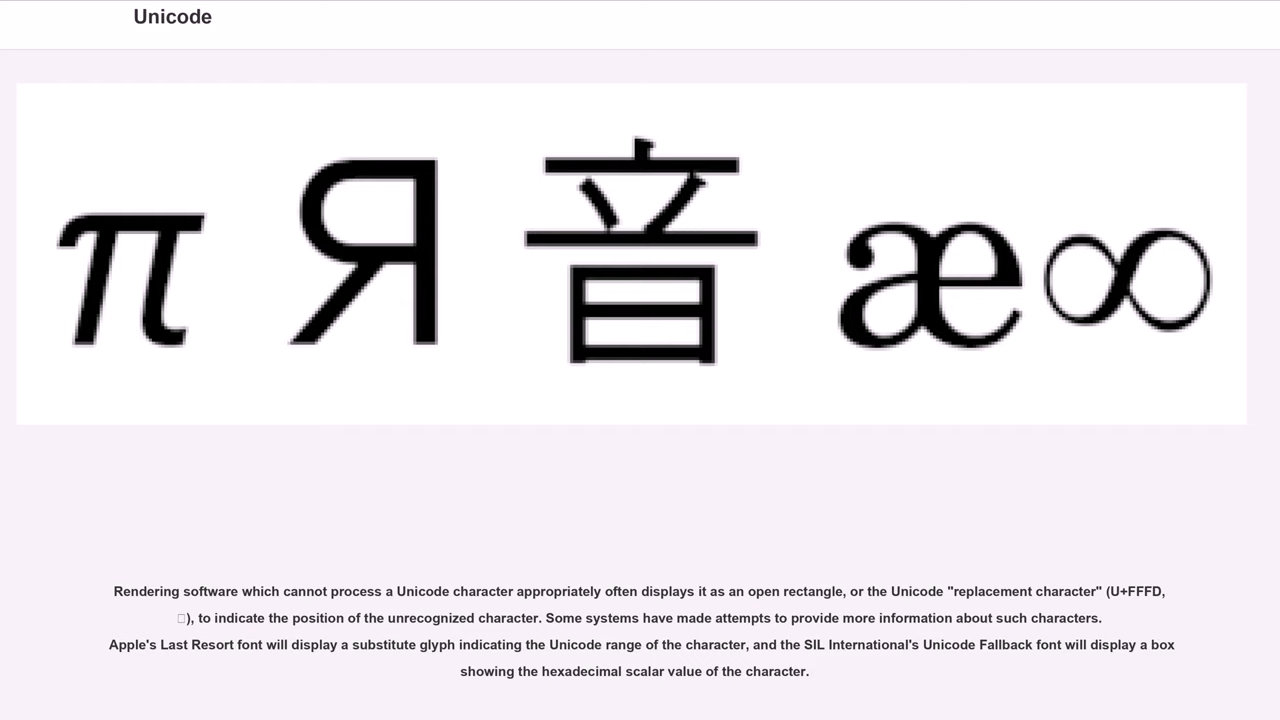 Unicode
π Я 音 æ ∞
Rendering software which cannot process a Unicode character appropriately often displays it as an open rectangle, or the Unicode "replacement character" (U+FFFD,
□), to indicate the position of the unrecognized character. Some systems have made attempts to provide more information about such characters.
Apple's Last Resort font will display a substitute glyph indicating the Unicode range of the character, and the SIL International's Unicode Fallback font will display a box
showing the hexadecimal scalar value of the character.